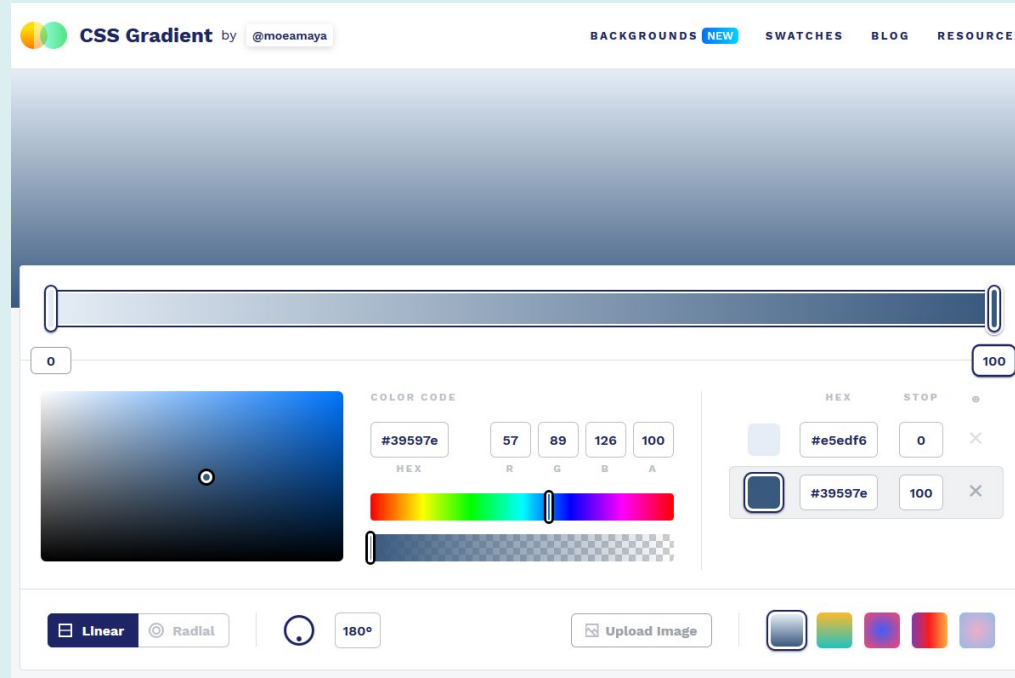 CSS Gradient by @moeamaya
BACKGROUNDS NEW SWATCHES BLOG RESOURCE
0
100
COLOR CODE
#39597e 57 89 126 100
HEX R G B A
HEX STOP
#e5edf6 0
#39597e 100
Linear Radial 180° Upload Image